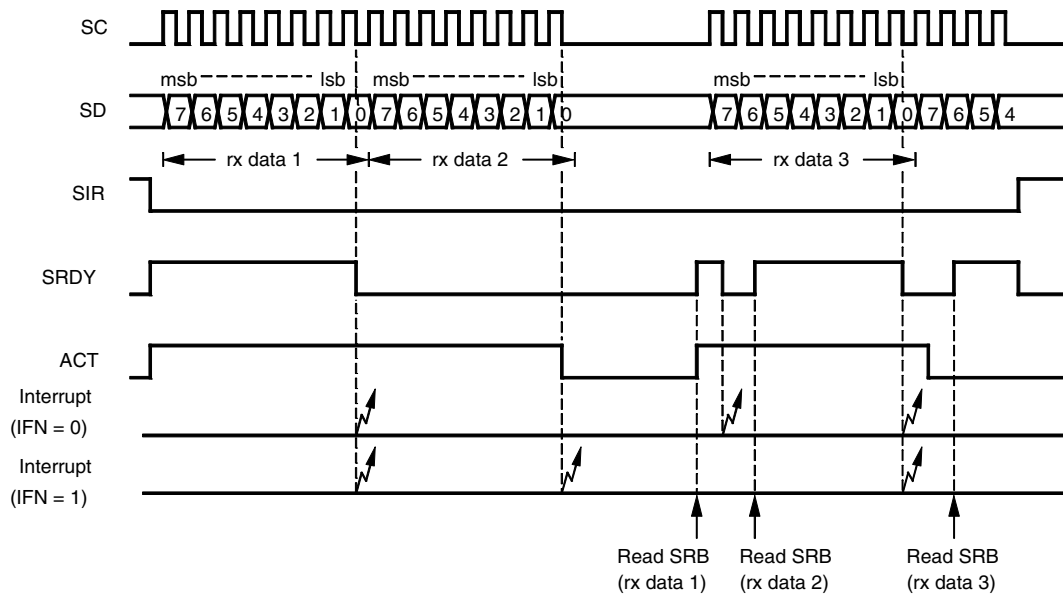 SC
msb lsb msb lsb msb lsb
SD 7 6 5 4 3 2 1 0 7 6 5 4 3 2 1 0 7 6 5 4 3 2 1 0 7 6 5 4
rx data 1 rx data 2 rx data 3
SIR
SRDY
ACT
Interrupt
(IFN = 0)
Interrupt
(IFN = 1)
Read SRB Read SRB Read SRB
(rx data 1) (rx data 2) (rx data 3)